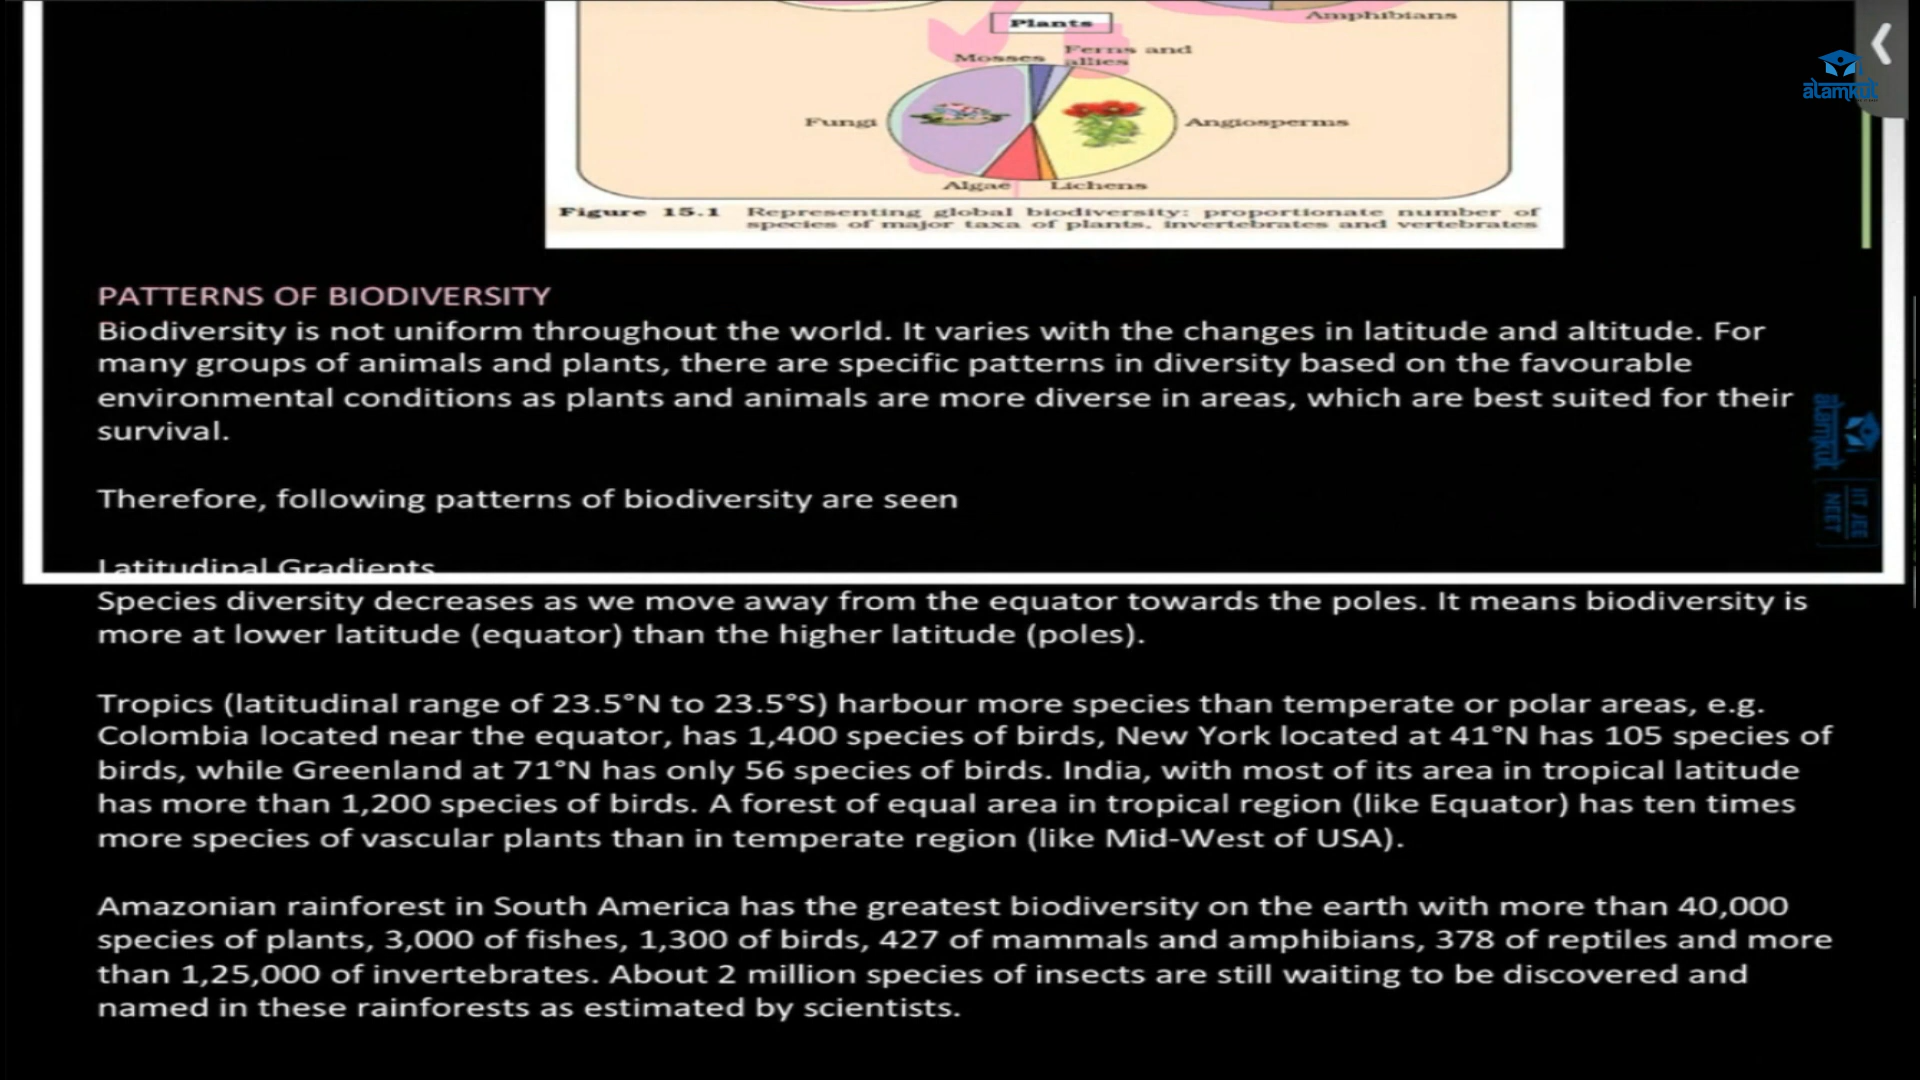 Amphibians
Plants
Mosses
Ferns and
allies
Fungi
Angiosperms
Algae
Lichens
Figure 15.1 Representing global biodiversity: proportionate number of
species of major taxa of plants, invertebrates and vertebrates
alamkut
PATTERNS OF BIODIVERSITY
Biodiversity is not uniform throughout the world. It varies with the changes in latitude and altitude. For
many groups of animals and plants, there are specific patterns in diversity based on the favourable
environmental conditions as plants and animals are more diverse in areas, which are best suited for their
survival.
Therefore, following patterns of biodiversity are seen
Latitudinal Gradients
Species diversity decreases as we move away from the equator towards the poles. It means biodiversity is
more at lower latitude (equator) than the higher latitude (poles).
Tropics (latitudinal range of 23.5°N to 23.5°S) harbour more species than temperate or polar areas, e.g.
Colombia located near the equator, has 1,400 species of birds, New York located at 41°N has 105 species of
birds, while Greenland at 71°N has only 56 species of birds. India, with most of its area in tropical latitude
has more than 1,200 species of birds. A forest of equal area in tropical region (like Equator) has ten times
more species of vascular plants than in temperate region (like Mid-West of USA).
Amazonian rainforest in South America has the greatest biodiversity on the earth with more than 40,000
species of plants, 3,000 of fishes, 1,300 of birds, 427 of mammals and amphibians, 378 of reptiles and more
than 1,25,000 of invertebrates. About 2 million species of insects are still waiting to be discovered and
named in these rainforests as estimated by scientists.
alamkut
IIT JEE
NEET